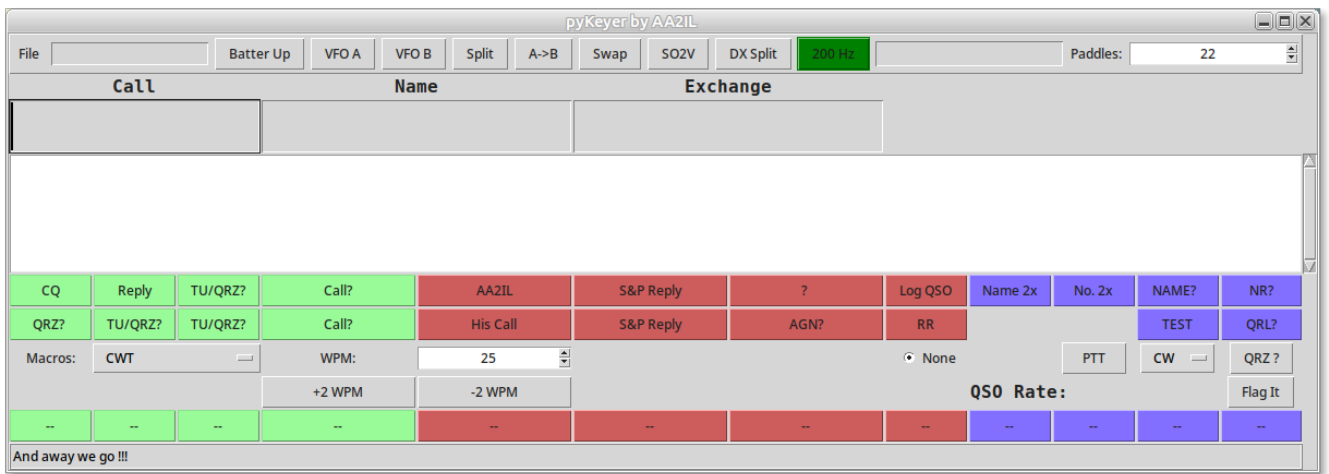 pyKeyer by AA2IL
File Batter Up VFO A VFO B Split A->B Swap SO2V DX Split 200 Hz Paddles: 22
Call Name Exchange
CQ Reply TU/QRZ? Call? AA2IL S&P Reply ? Log QSO Name 2x No. 2x NAME? NR?
QRZ? TU/QRZ? TU/QRZ? Call? His Call S&P Reply AGN? RR TEST QRL?
Macros: CWT WPM: 25 None PTT CW QRZ ?
+2 WPM -2 WPM QSO Rate: Flag It
-- -- -- -- -- -- -- -- -- -- -- --
And away we go !!!